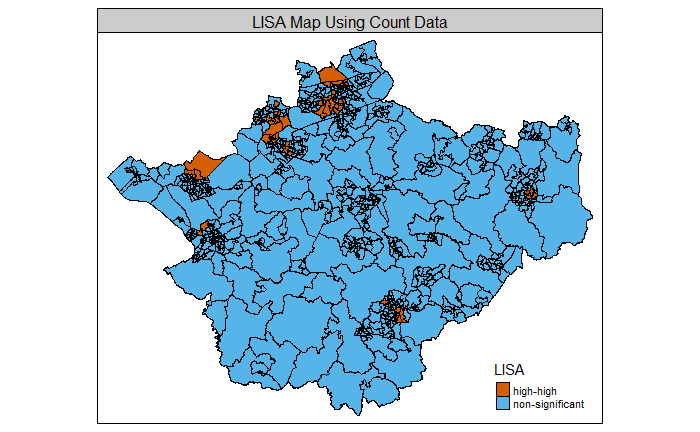 LISA Map Using Count Data
LISA
high-high
non-significant